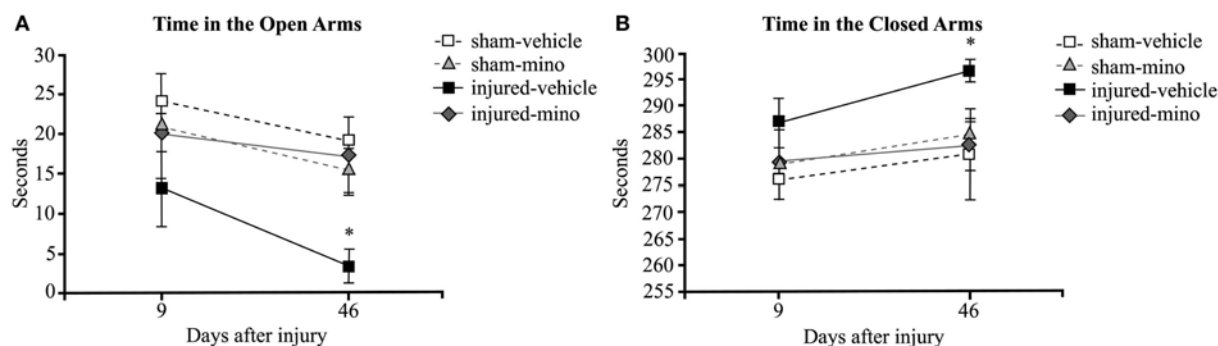 A
Time in the Open Arms
sham-vehicle
sham-mino
injured-vehicle
injured-mino
30
25
20
15
10
5
0
Seconds
*
9
46
Days after injury
B
Time in the Closed Arms
sham-vehicle
sham-mino
injured-vehicle
injured-mino
300
295
290
285
280
275
270
265
260
255
Seconds
*
9
46
Days after injury